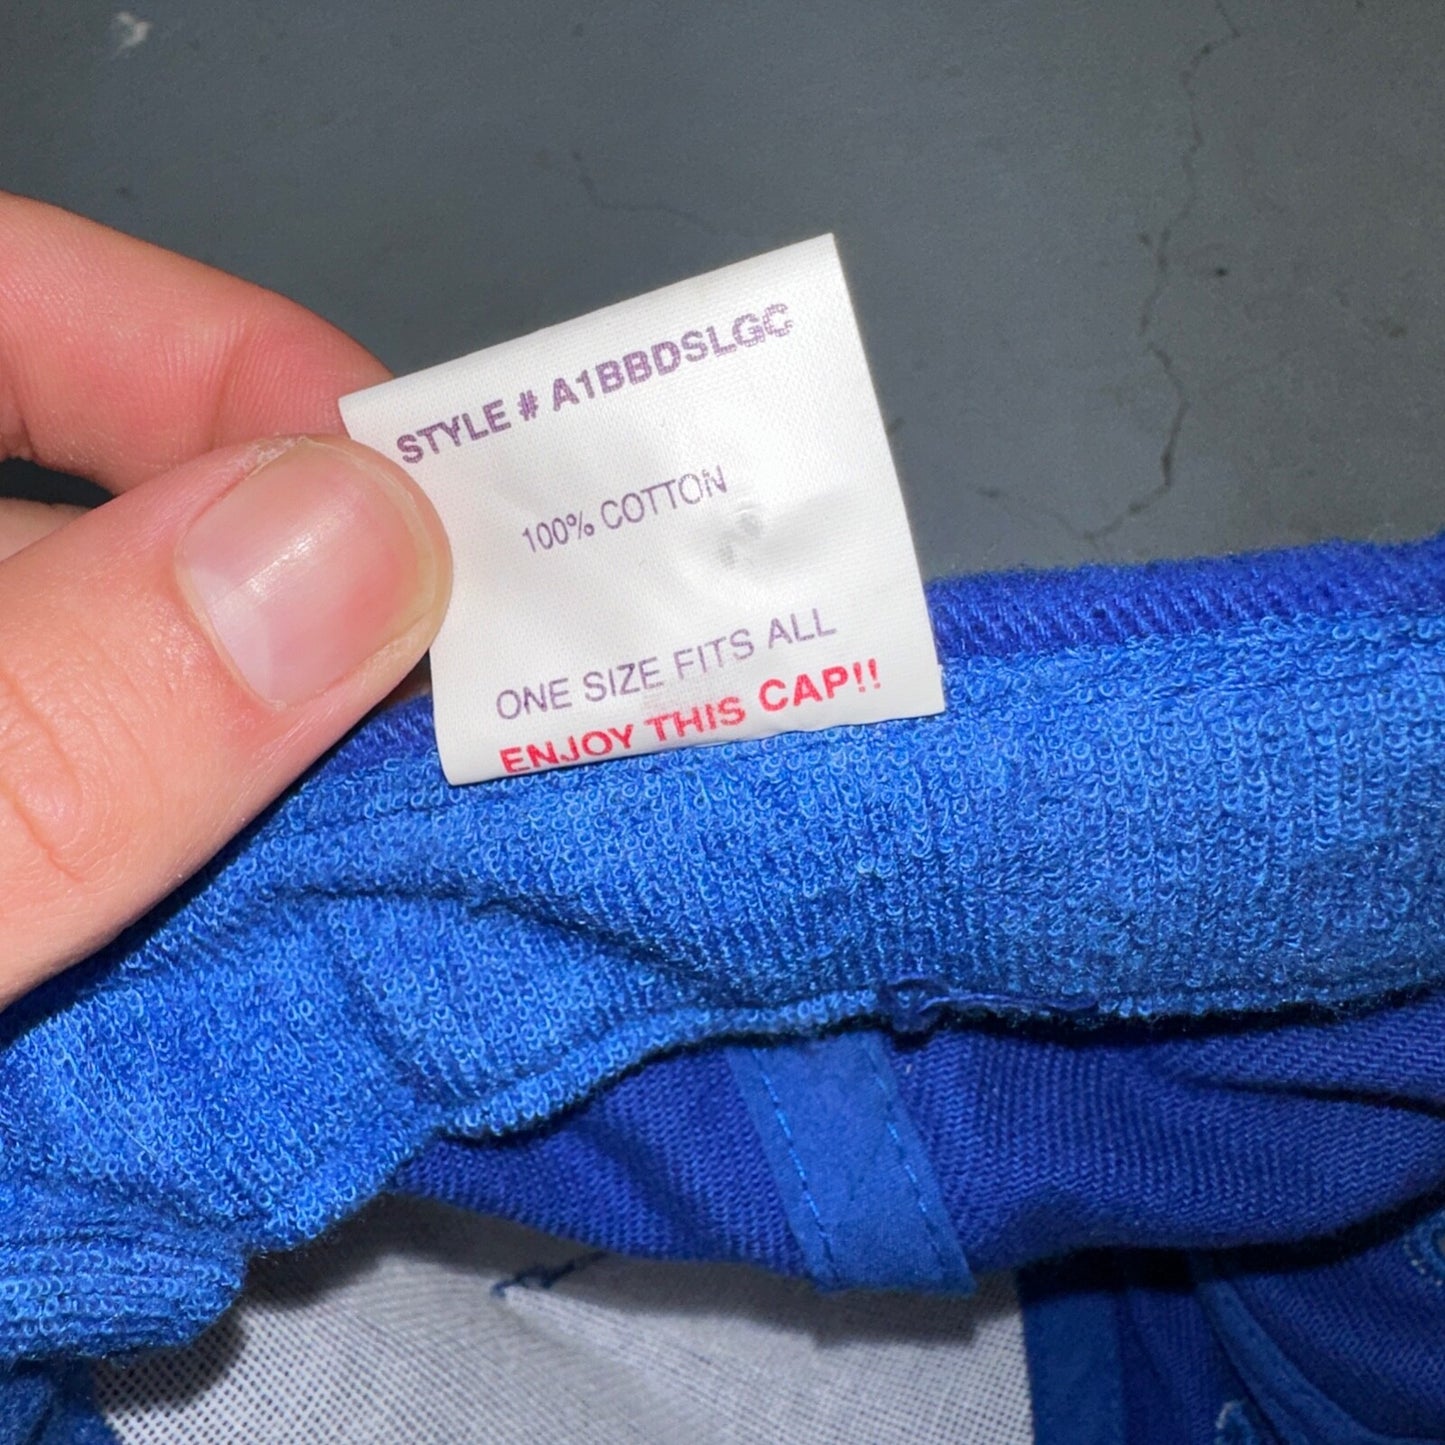 STYLE # A1BBDSLGC
100% COTTON
ONE SIZE FITS ALL
ENJOY THIS CAP!!